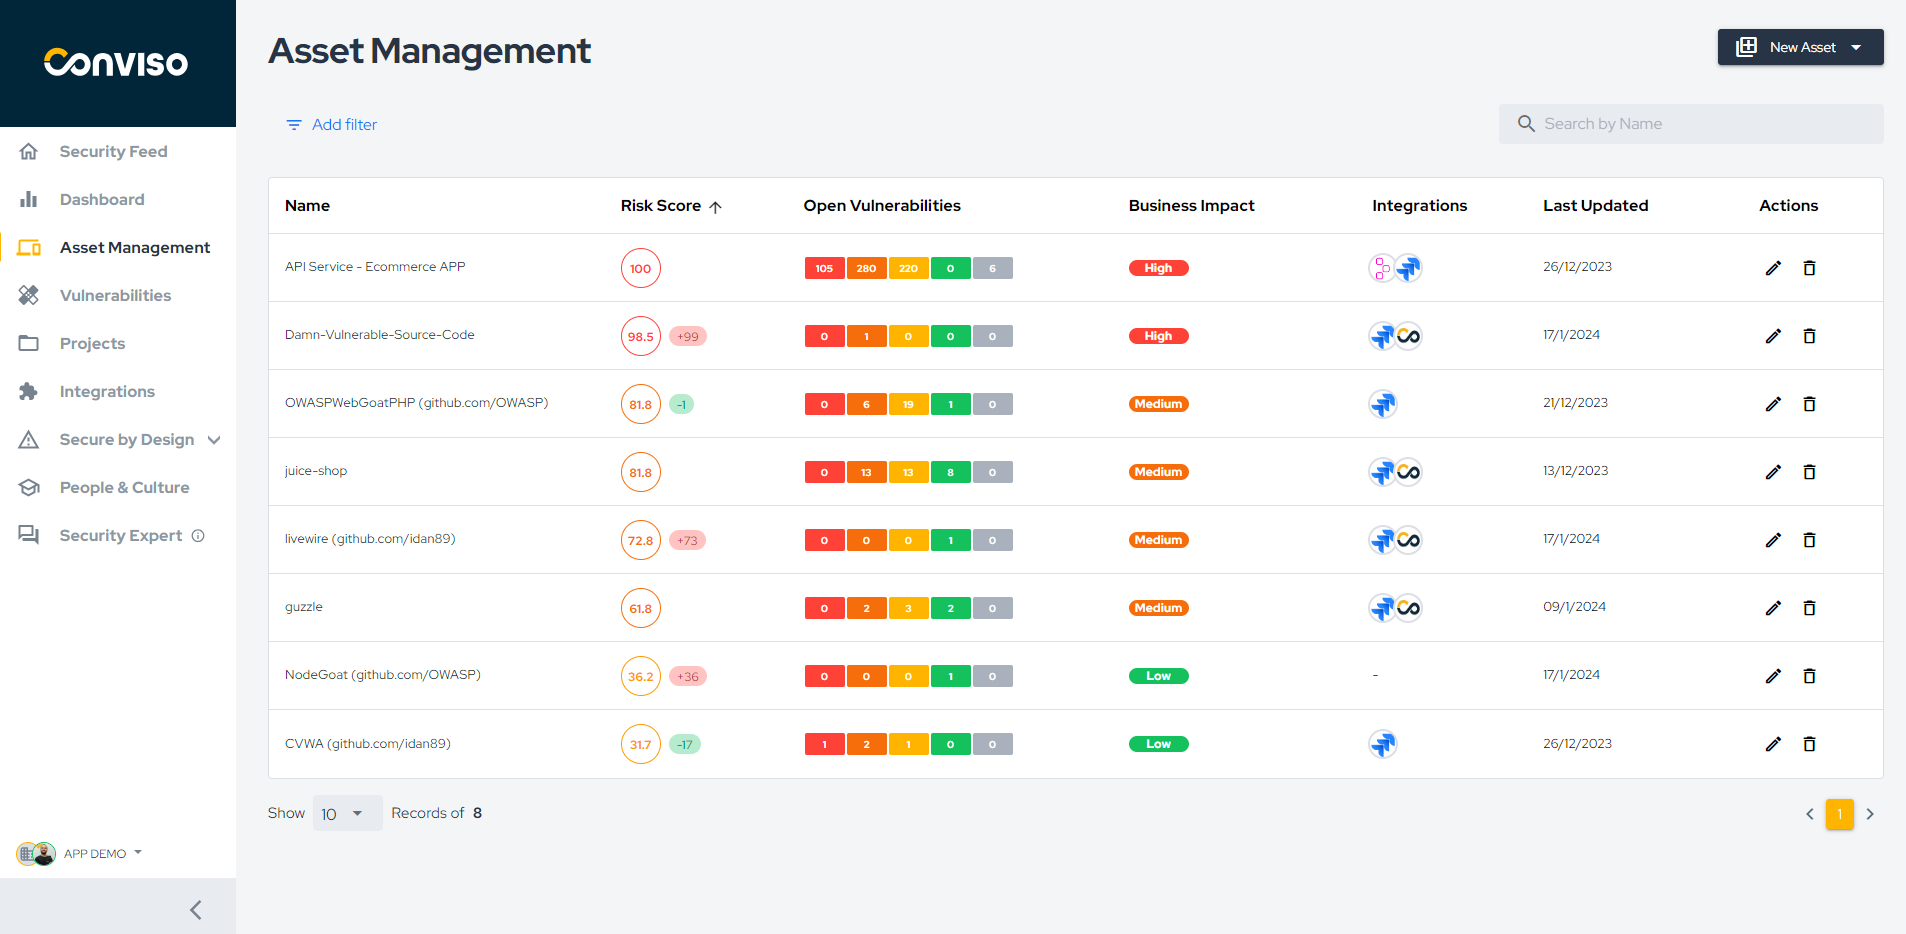 Conviso
Security Feed
Dashboard
Asset Management
Vulnerabilities
Projects
Integrations
Secure by Design
People & Culture
Security Expert
APP DEMO
Asset Management
New Asset
Add filter
Search by Name
Name Risk Score Open Vulnerabilities Business Impact Integrations Last Updated Actions
API Service - Ecommerce APP 100 105 280 220 0 6 High 26/12/2023
Damn-Vulnerable-Source-Code 98.5 +99 0 1 0 0 0 High 17/1/2024
OWASPWebGoatPHP (github.com/OWASP) 81.8 -1 0 6 19 1 0 Medium 21/12/2023
juice-shop 81.8 0 13 13 8 0 Medium 13/12/2023
livewire (github.com/idan89) 72.8 +73 0 0 0 1 0 Medium 17/1/2024
guzzle 61.8 0 2 3 2 0 Medium 09/1/2024
NodeGoat (github.com/OWASP) 36.2 +36 0 0 0 1 0 Low - 17/1/2024
CVWA (github.com/idan89) 31.7 -17 1 2 1 0 0 Low 26/12/2023
Show 10 Records of 8
1